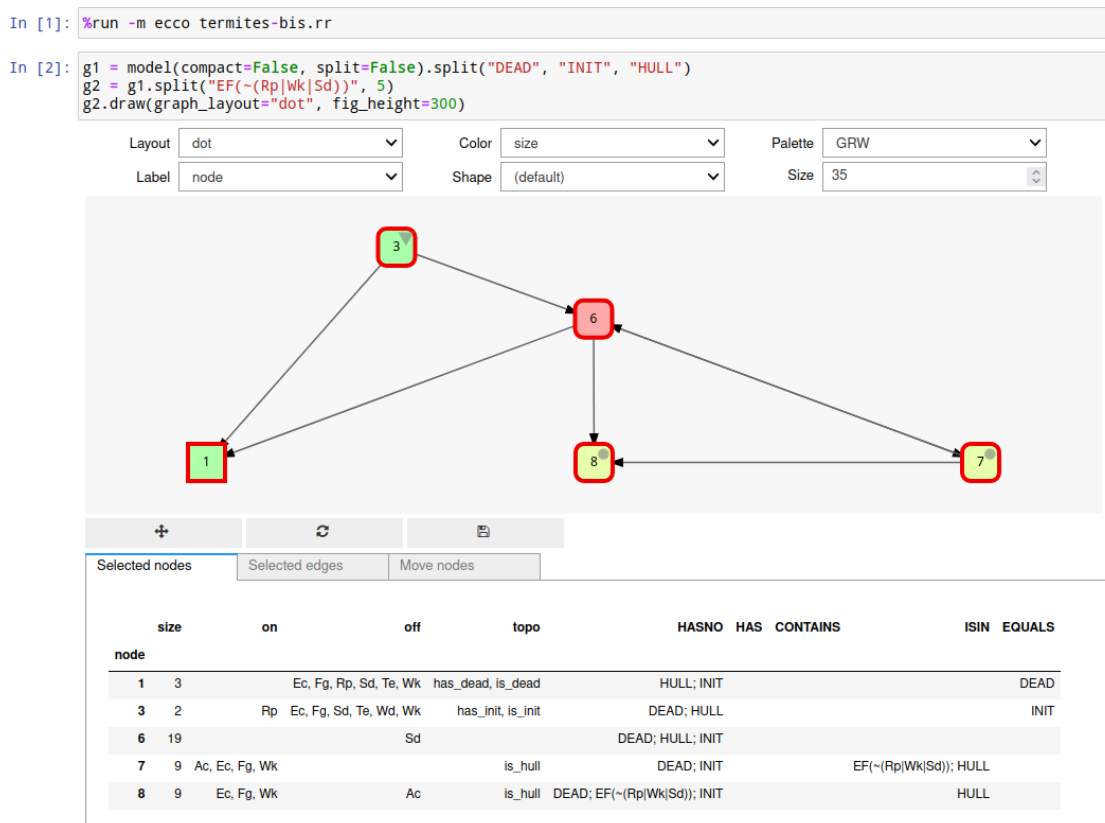 In [1]: %run -m ecco termites-bis.rr
In [2]: g1 = model(compact=False, split=False).split("DEAD", "INIT", "HULL")
g2 = g1.split("EF(~(Rp|Wk|Sd))", 5)
g2.draw(graph_layout="dot", fig_height=300)
Layout dot Color size Palette GRW
Label node Shape (default) Size 35
3
6
1 8 7
Selected nodes Selected edges Move nodes
size on off topo HASNO HAS CONTAINS ISIN EQUALS
node
1 3 Ec, Fg, Rp, Sd, Te, Wk has_dead, is_dead HULL; INIT DEAD
3 2 Rp Ec, Fg, Sd, Te, Wd, Wk has_init, is_init DEAD; HULL INIT
6 19 Sd DEAD; HULL; INIT
7 9 Ac, Ec, Fg, Wk is_hull DEAD; INIT EF(~(Rp|Wk|Sd)); HULL
8 9 Ec, Fg, Wk Ac is_hull DEAD; EF(~(Rp|Wk|Sd)); INIT HULL